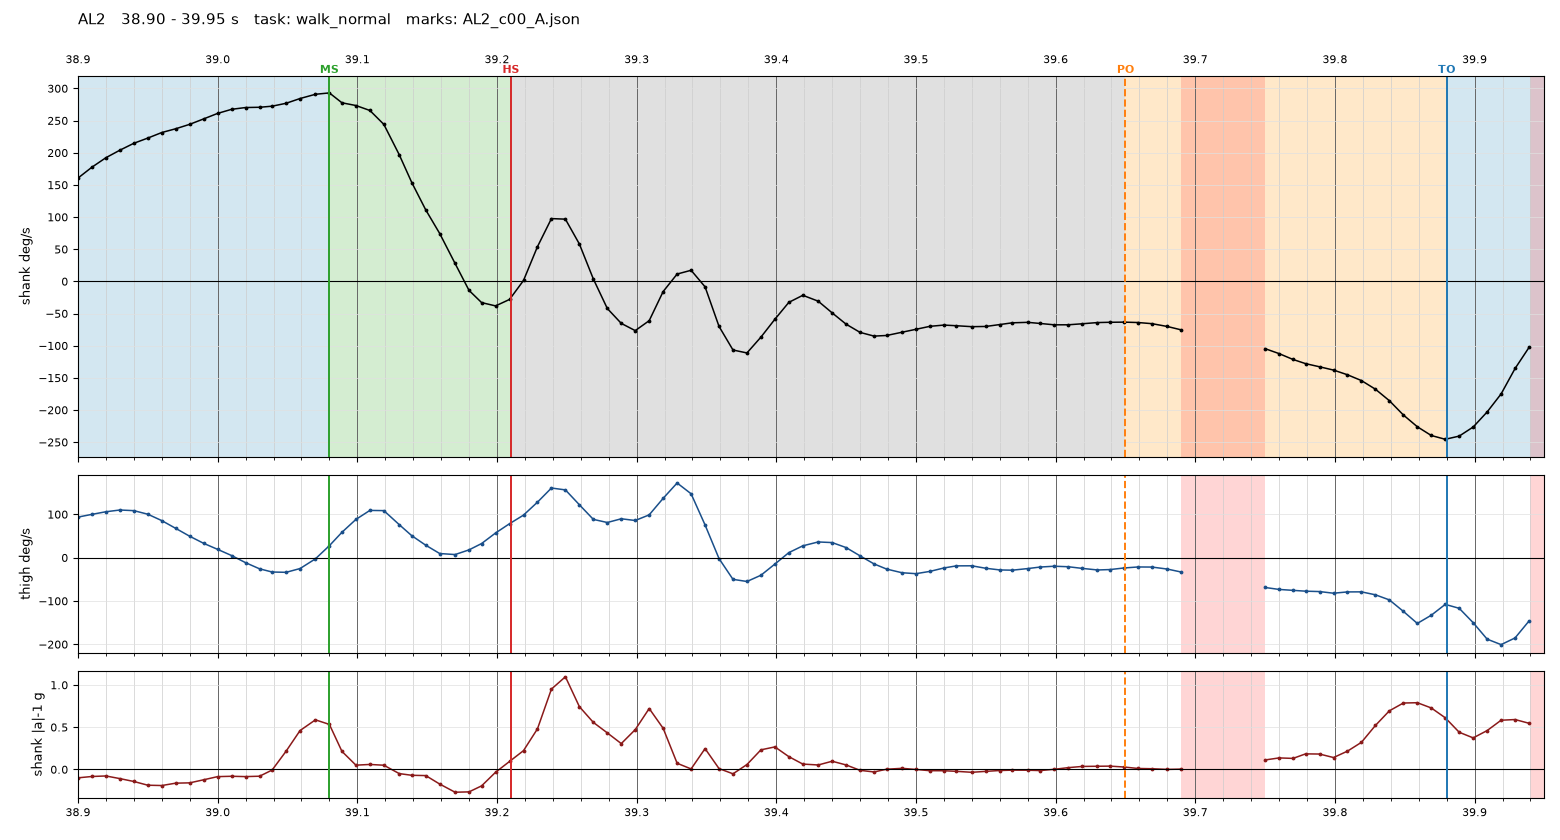 AL2   38.90 - 39.95 s   task: walk_normal   marks: AL2_c00_A.json
38.9 39.0 39.1 39.2 39.3 39.4 39.5 39.6 39.7 39.8 39.9
MS HS PO TO
shank deg/s
300
250
200
150
100
50
0
−50
−100
−150
−200
−250
thigh deg/s
100
0
−100
−200
shank |a|-1 g
1.0
0.5
0.0
38.9 39.0 39.1 39.2 39.3 39.4 39.5 39.6 39.7 39.8 39.9